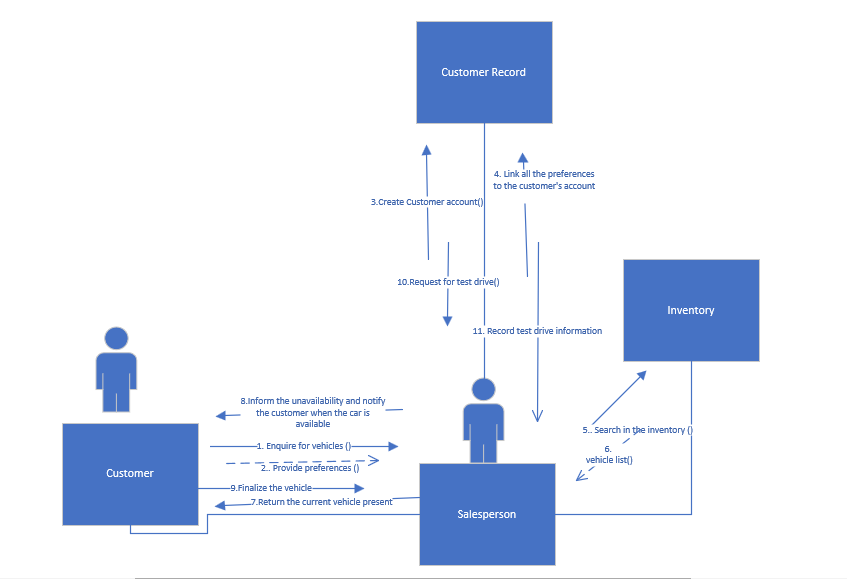 Customer Record
4. Link all the preferences
to the customer's account
3.Create Customer account()
10.Request for test drive()
Inventory
11. Record test drive information
8.Inform the unavailability and notify
the customer when the car is
available
5.. Search in the inventory ()
1. Enquire for vehicles ()
6.
vehicle list()
2.. Provide preferences ()
Customer
9.Finalize the vehicle
7.Return the current vehicle present
Salesperson